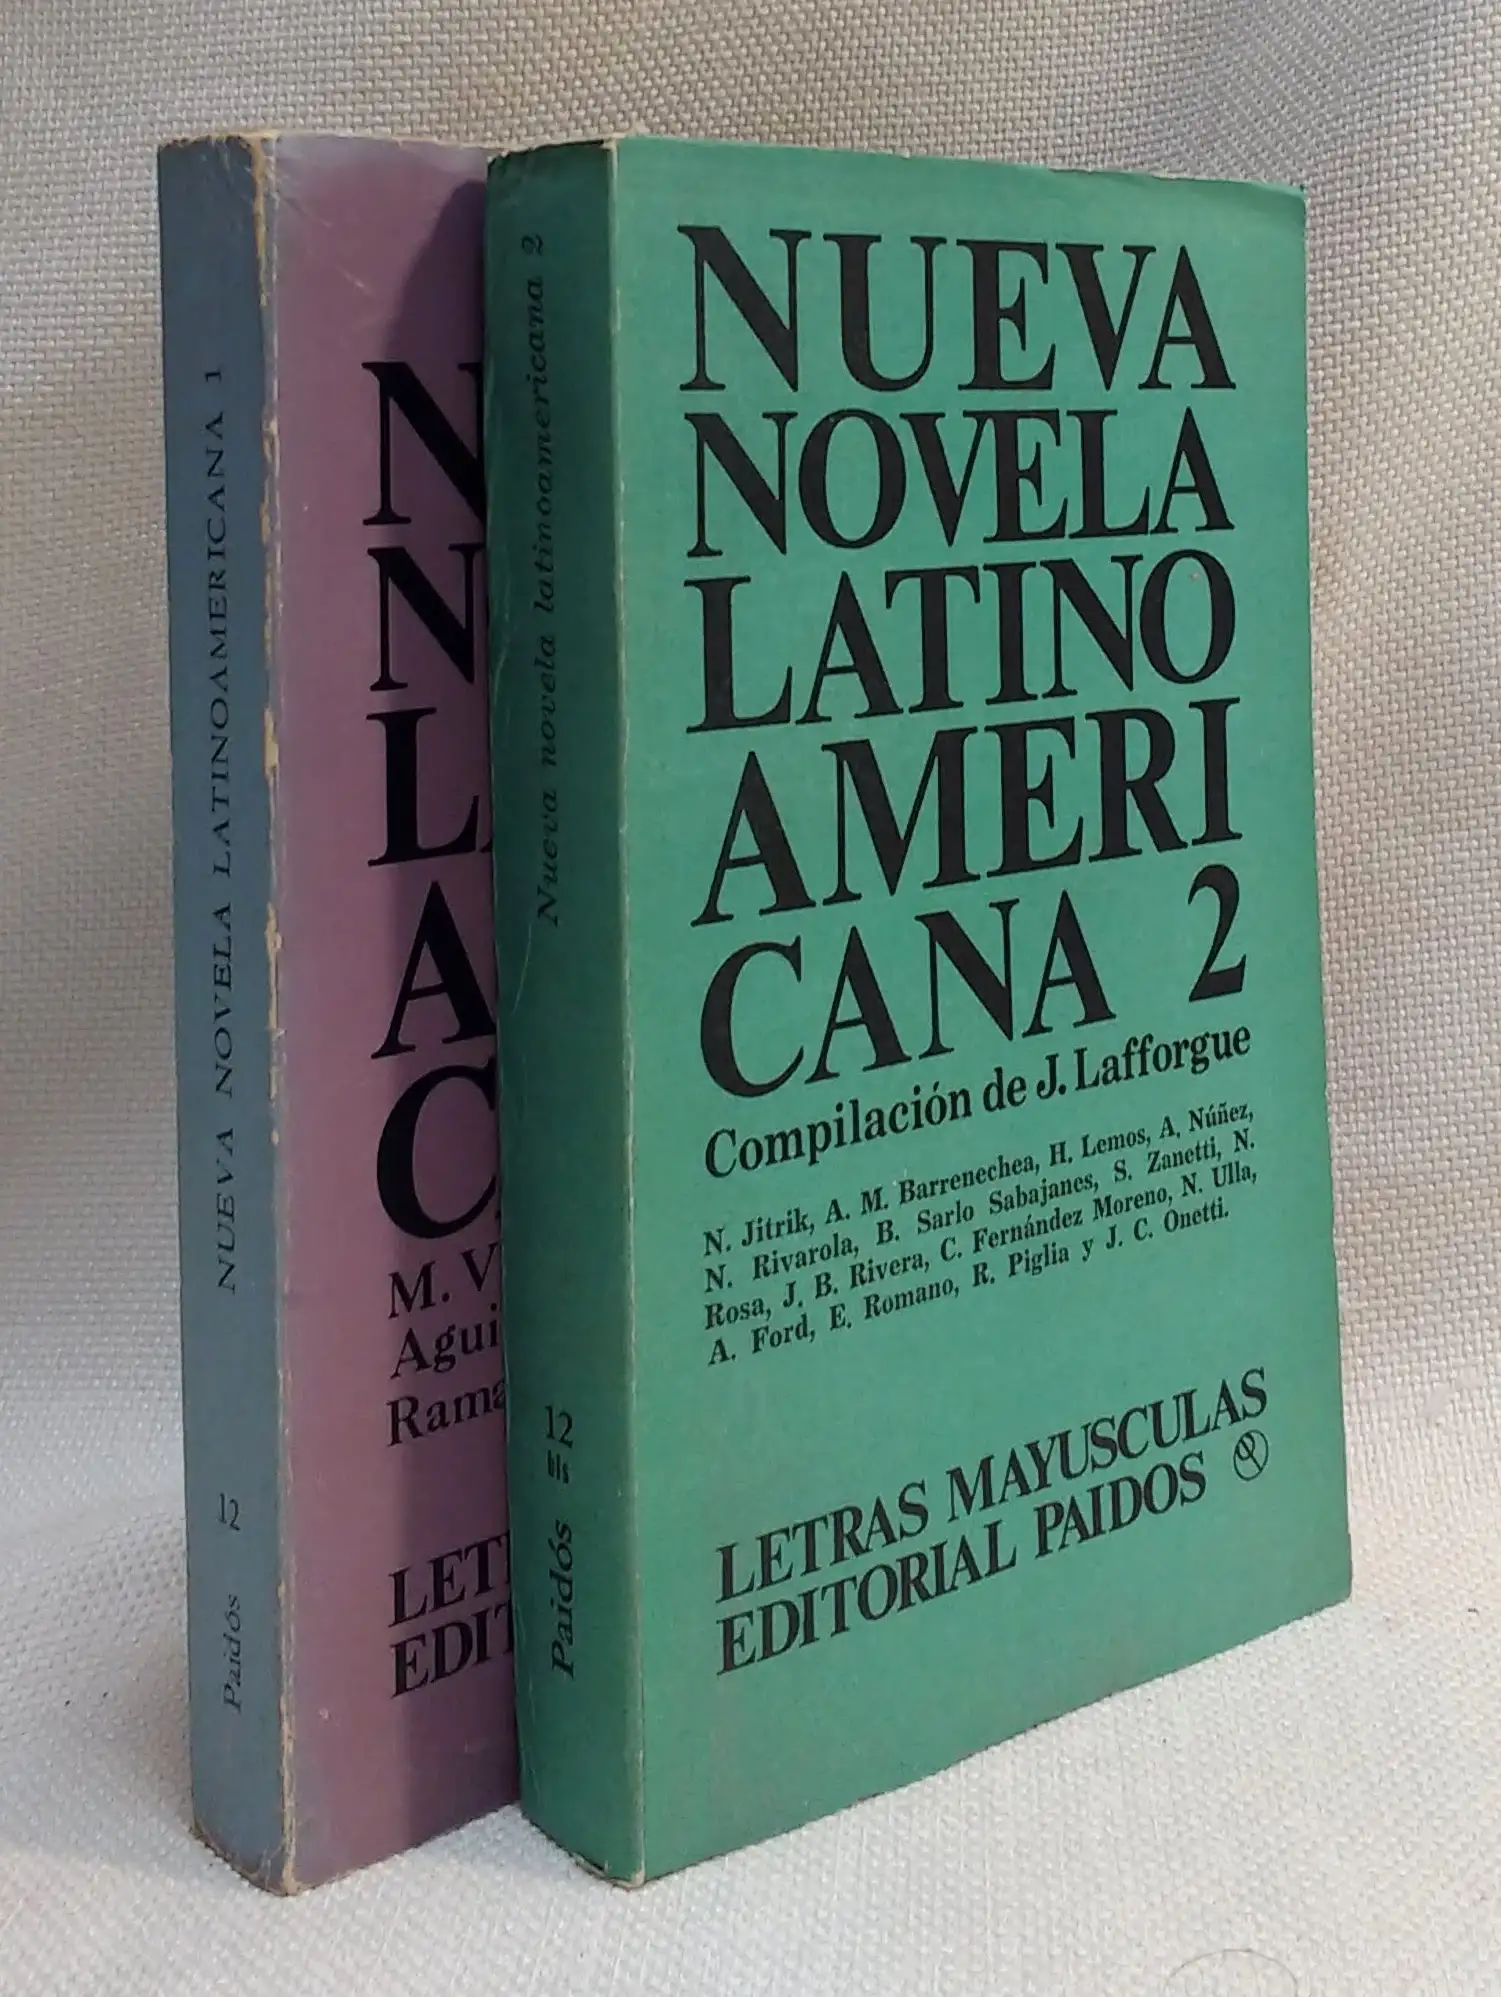 NUEVA NOVELA LATINOAMERICANA 1
12
Paidós
N
N
L
A
C
M. V
Agui
Rama
LET
EDIT
Nueva novela latinoamericana 2
12
bis
Paidós
NUEVA
NOVELA
LATINO
AMERI
CANA 2
Compilación de J. Lafforgue
N. Jitrik, A. M. Barrenechea, H. Lemos, A. Núñez,
N. Rivarola, B. Sarlo Sabajanes, S. Zanetti, N.
Rosa, J. B. Rivera, C. Fernández Moreno, N. Ulla,
A. Ford, E. Romano, R. Piglia y J. C. Onetti.
LETRAS MAYUSCULAS
EDITORIAL PAIDOS